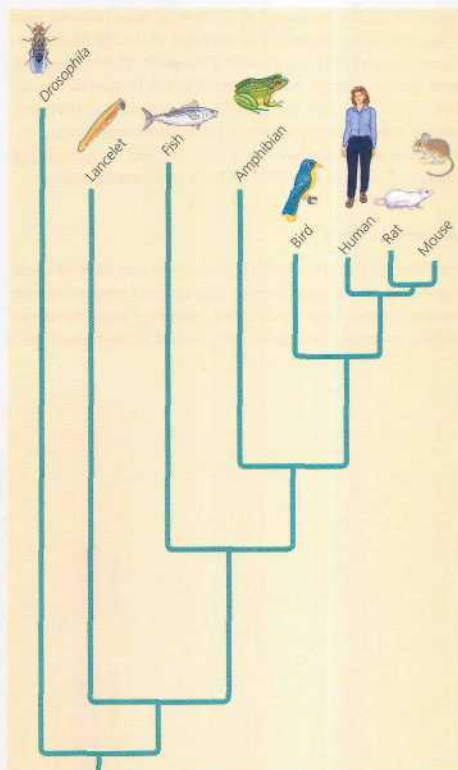 Drosophila
Lancelet
Fish
Amphibian
Bird
Human
Rat
Mouse